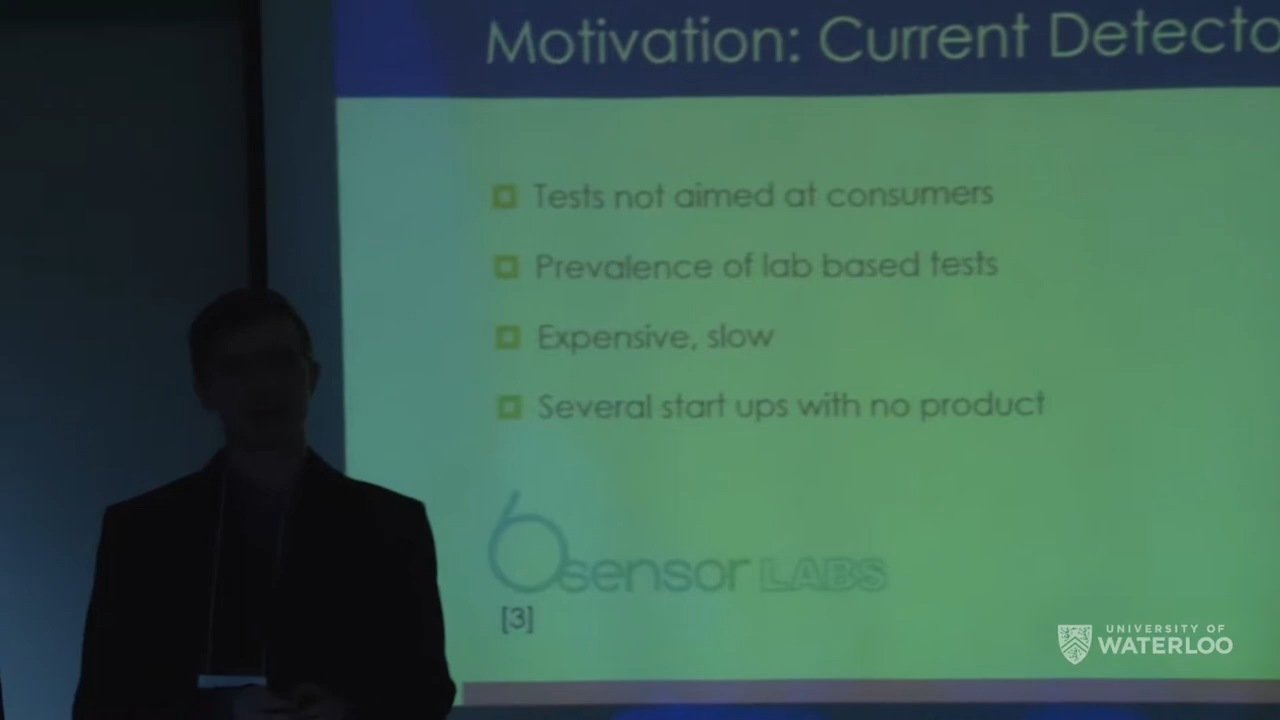 Motivation: Current Detecto
Tests not aimed at consumers
Prevalence of lab based tests
Expensive, slow
Several start ups with no product
6sensor LABS
[3]
UNIVERSITY OF
WATERLOO